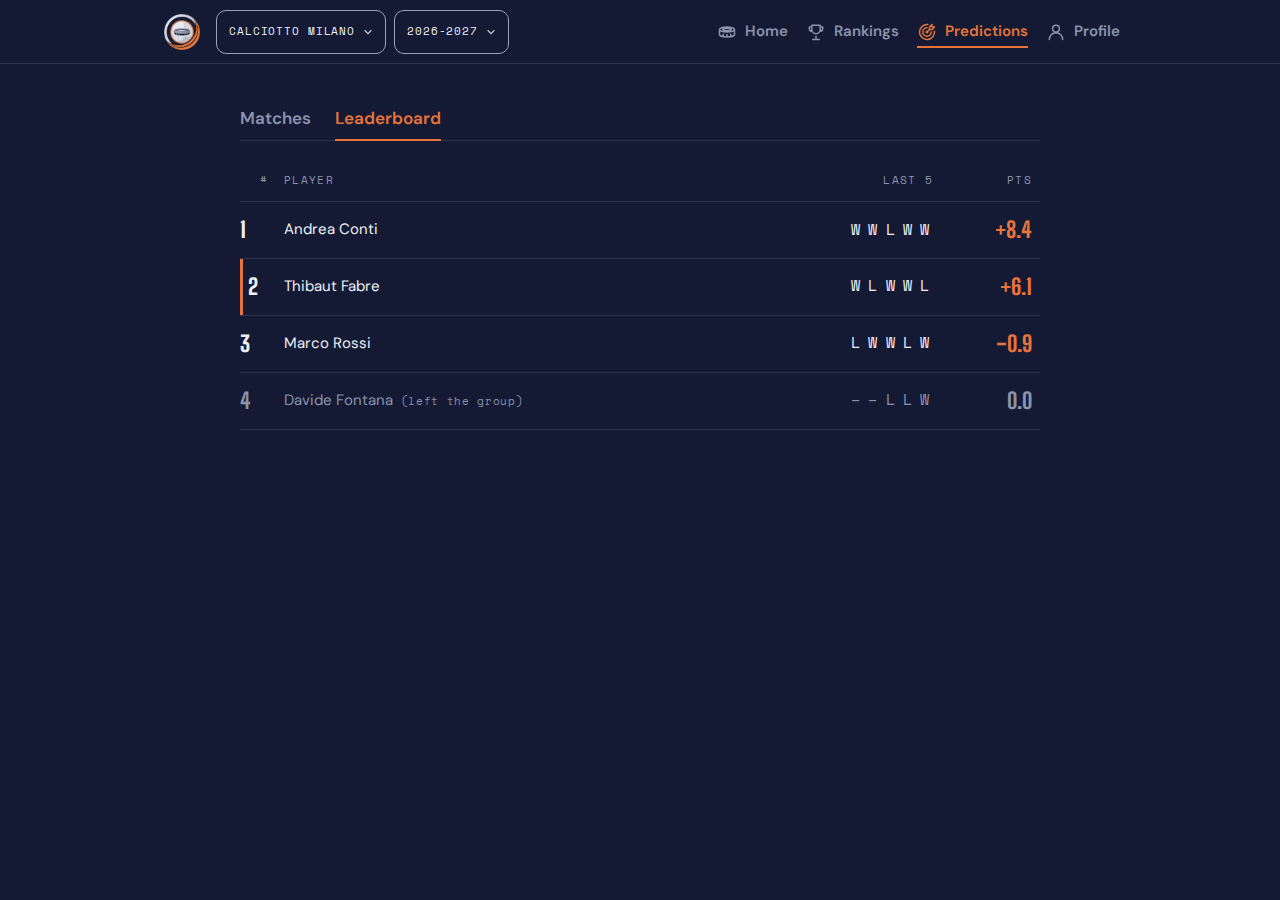 CALCIOTTO MILANO
2026-2027
Home
Rankings
Predictions
Profile
Matches
Leaderboard
# PLAYER LAST 5 PTS
1 Andrea Conti W W L W W +8.4
2 Thibaut Fabre W L W W L +6.1
3 Marco Rossi L W W L W −0.9
4 Davide Fontana (left the group) – – L L W 0.0